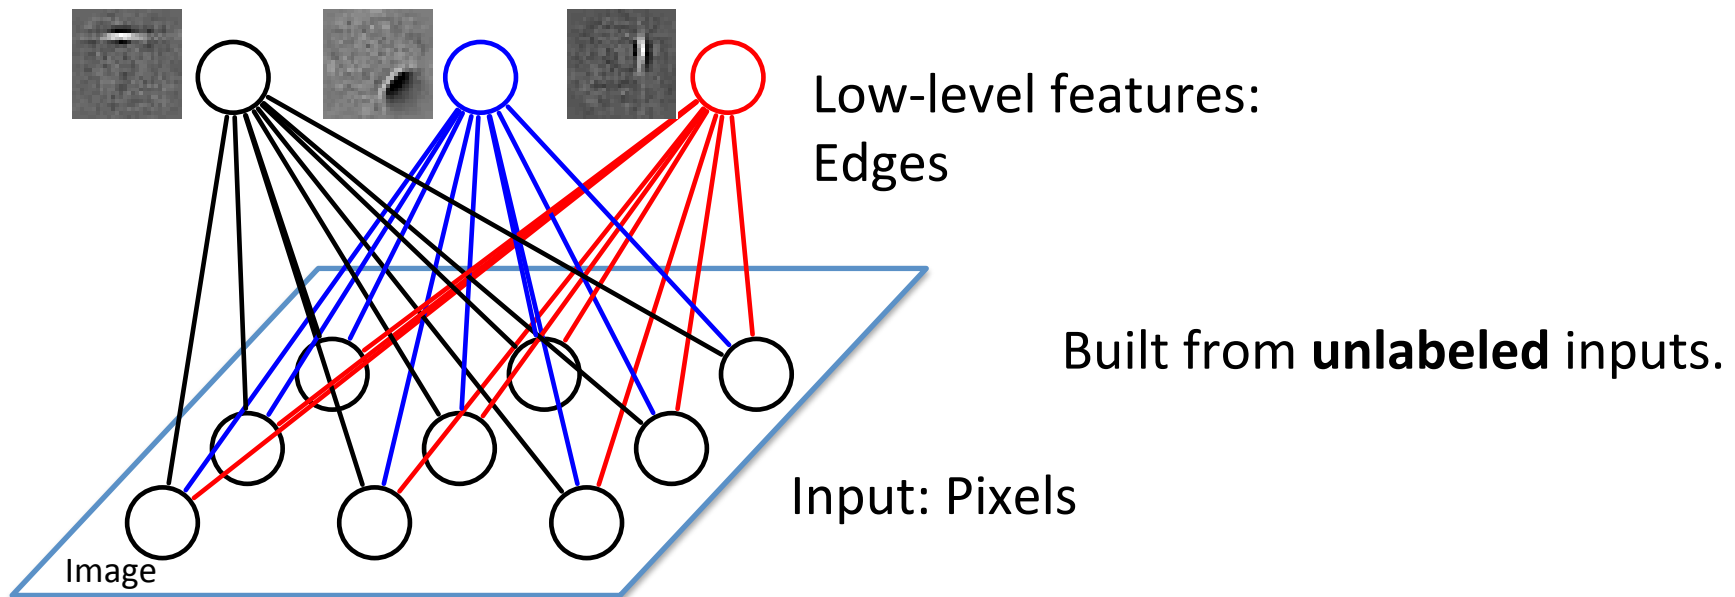 Low-level features:
Edges
Built from unlabeled inputs.
Input: Pixels
Image